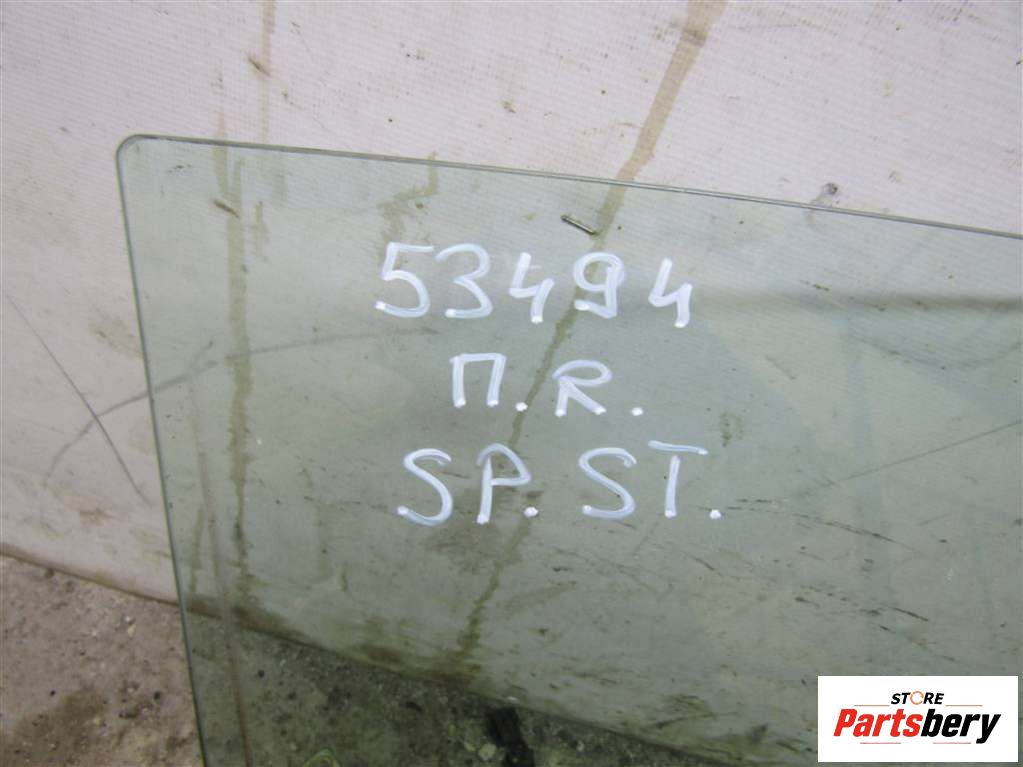 53494
П.R.
SP.ST.
STORE
Partsbery